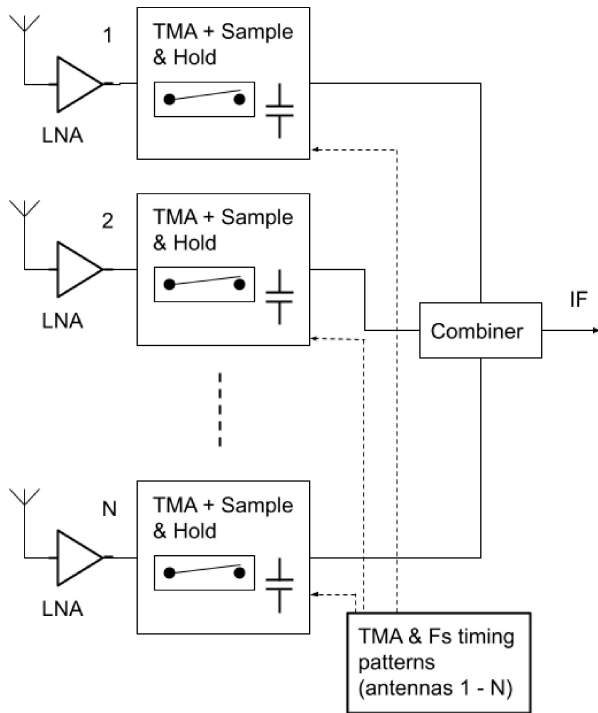 1
TMA + Sample
& Hold
LNA
2
TMA + Sample
& Hold
LNA
IF
Combiner
N
TMA + Sample
& Hold
LNA
TMA & Fs timing
patterns
(antennas 1 - N)